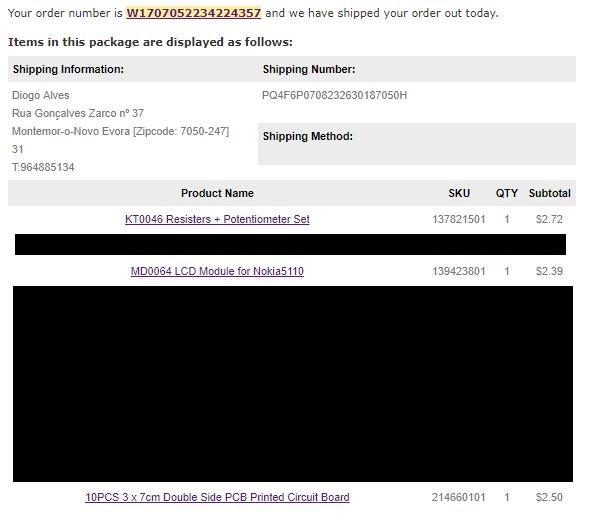 Your order number is W1707052234224357 and we have shipped your order out today.
Items in this package are displayed as follows:
Shipping Information: Shipping Number:
Diogo Alves PQ4F6P0708232630187050H
Rua Gonçalves Zarco nº 37
Montemor-o-Novo Evora [Zipcode: 7050-247] Shipping Method:
31
T:964885134
Product Name SKU QTY Subtotal
KT0046 Resisters + Potentiometer Set 137821501 1 $2.72
MD0064 LCD Module for Nokia5110 139423801 1 $2.39
10PCS 3 x 7cm Double Side PCB Printed Circuit Board 214660101 1 $2.50